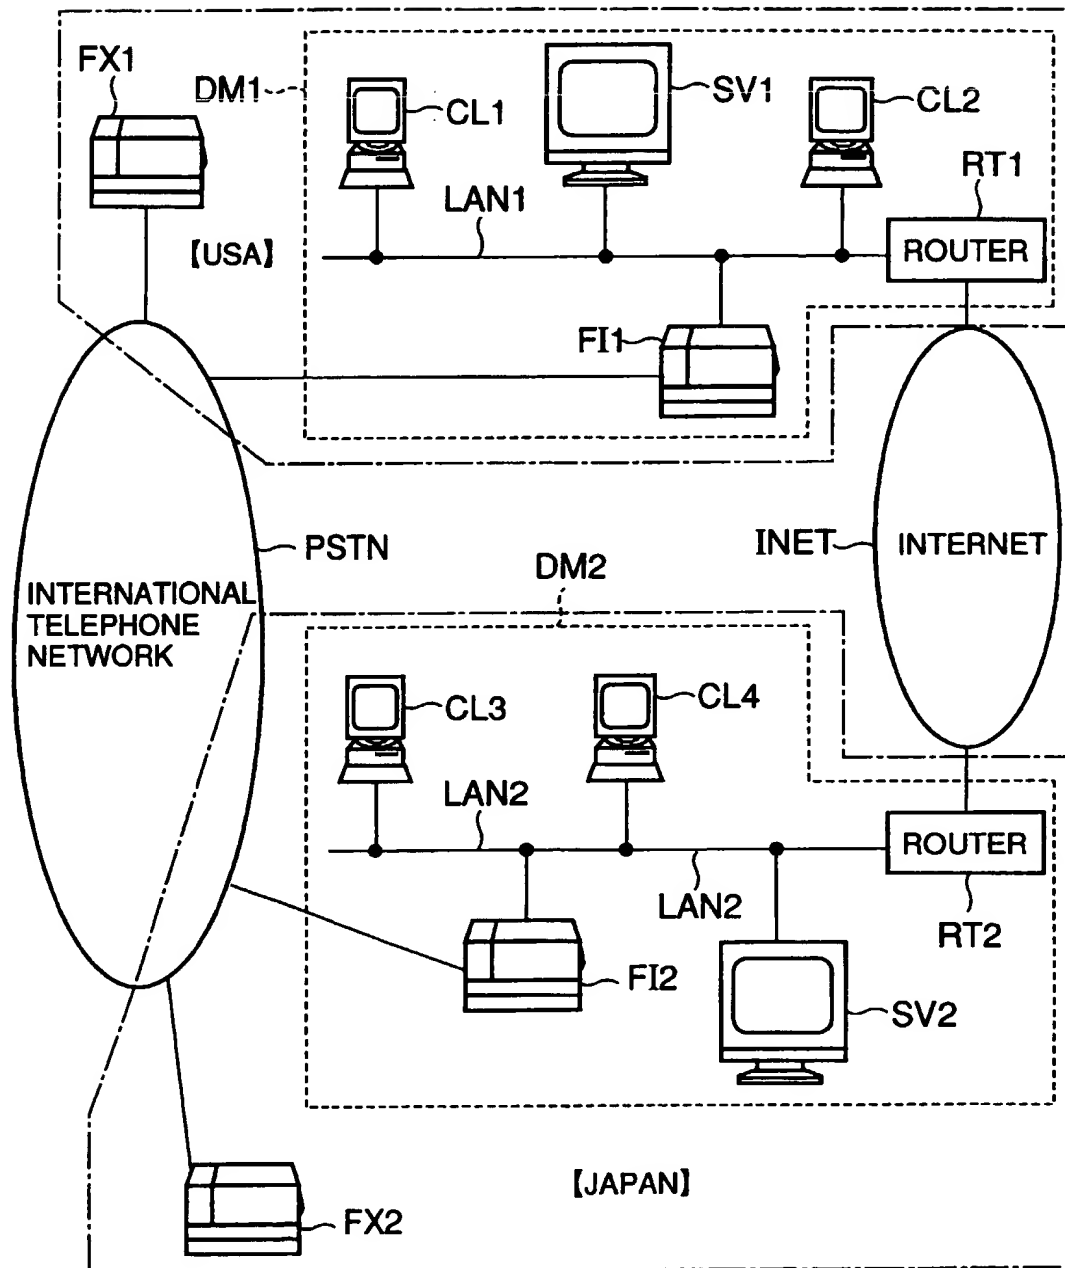 FX1
DM1
CL1
SV1
CL2
RT1
LAN1
【USA】
ROUTER
FI1
PSTN
INET
INTERNET
DM2
INTERNATIONAL
TELEPHONE
NETWORK
CL3
CL4
LAN2
ROUTER
LAN2
RT2
FI2
SV2
【JAPAN】
FX2